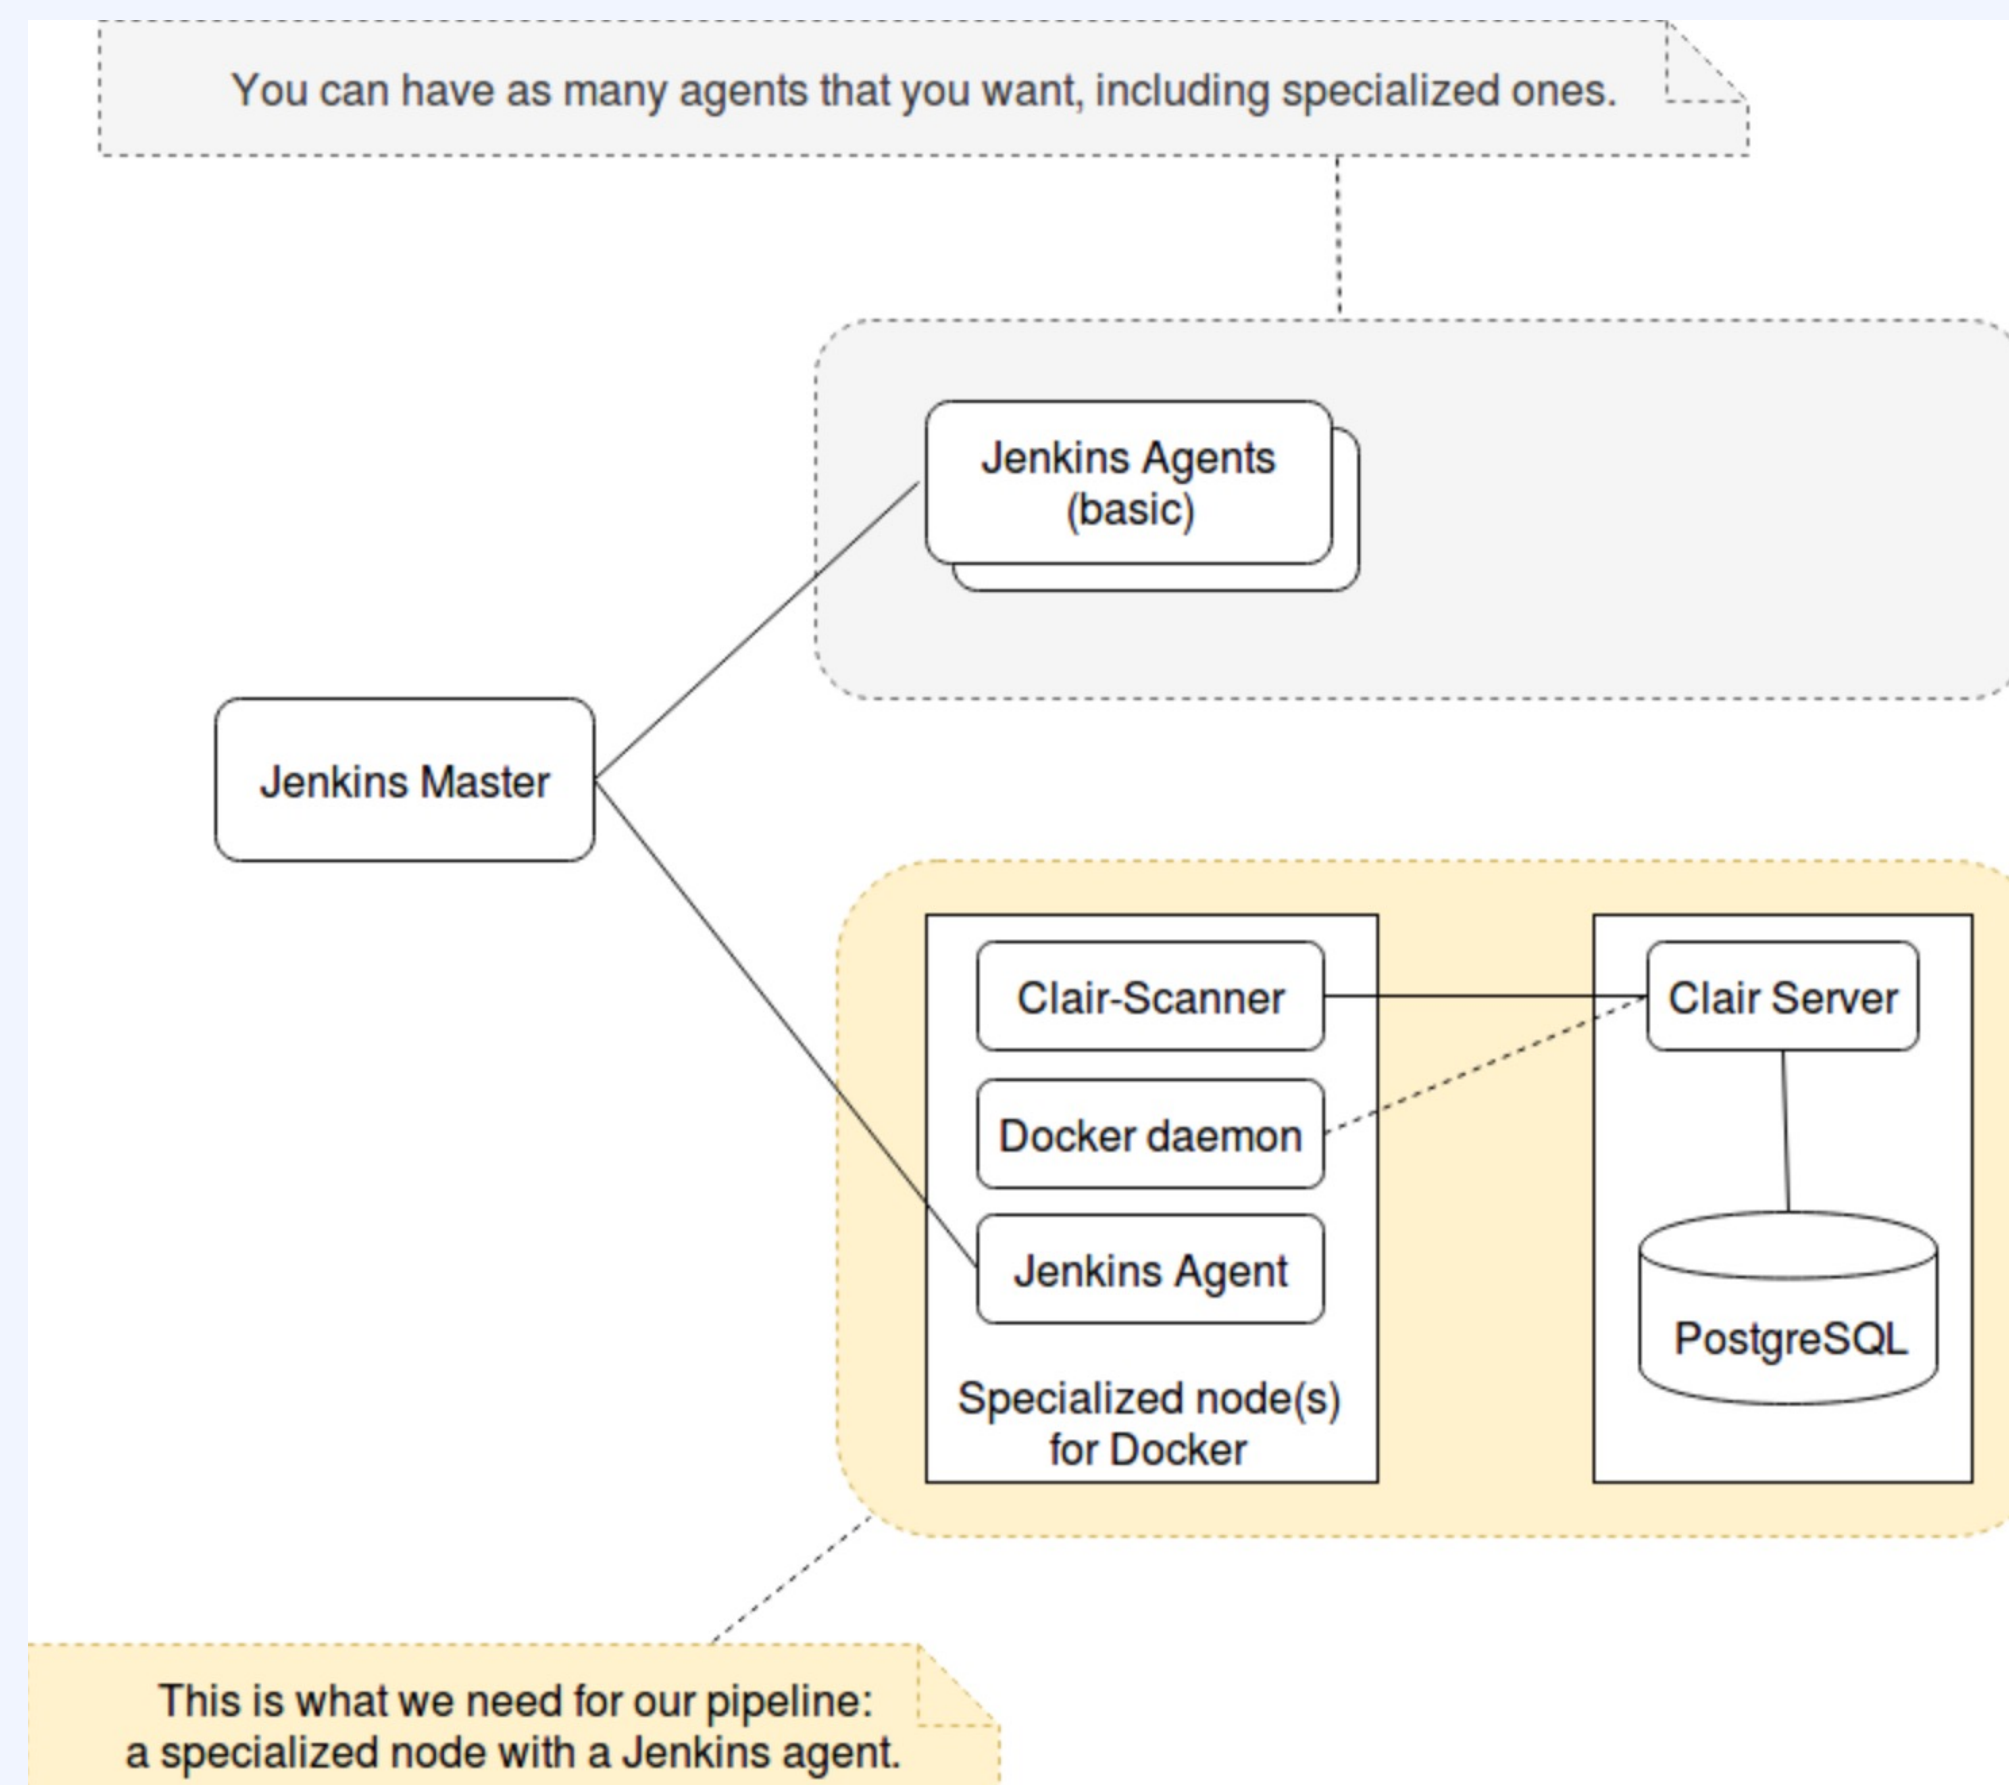 You can have as many agents that you want, including specialized ones.
Jenkins Agents
(basic)
Jenkins Master
Clair-Scanner
Clair Server
Docker daemon
Jenkins Agent
PostgreSQL
Specialized node(s)
for Docker
This is what we need for our pipeline:
a specialized node with a Jenkins agent.